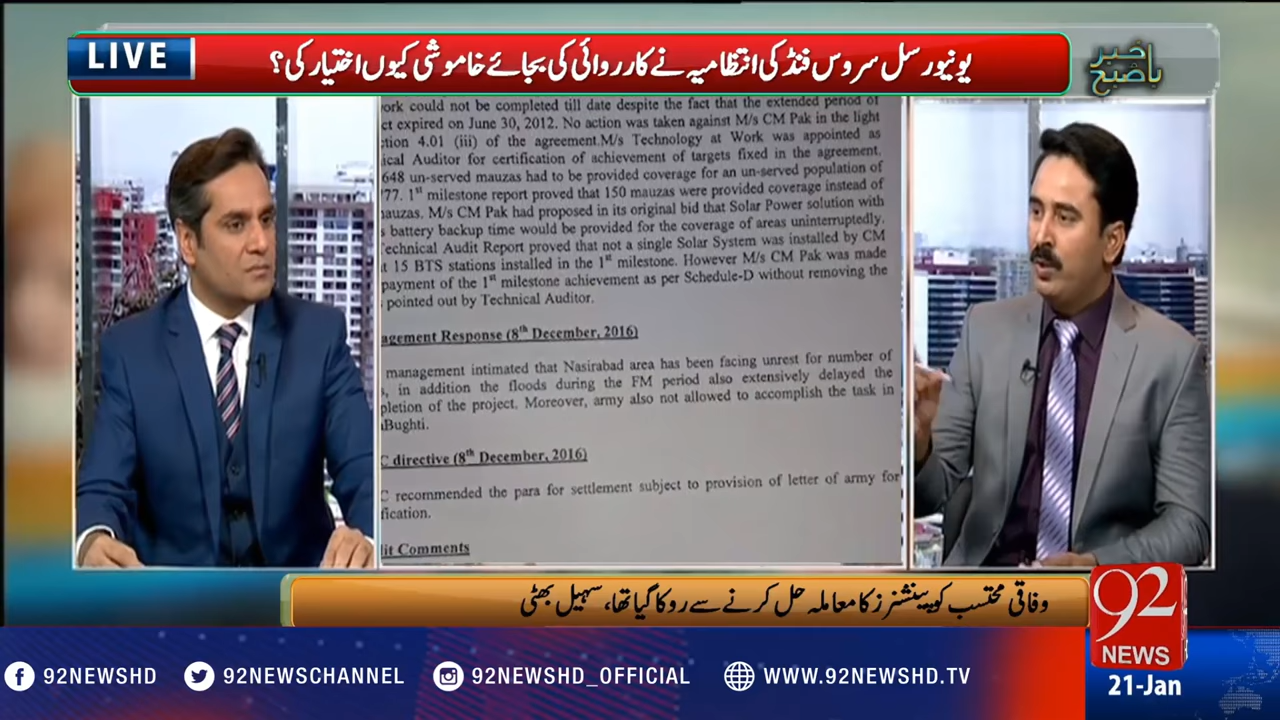 LIVE
یونیورسل سروس فنڈ کی انتظامیہ نے کارروائی کی بجائے خاموشی کیوں اختیار کی؟
خبر
باصبح
ork could not be completed till date despite the fact that the extended period of
ct expired on June 30, 2012. No action was taken against M/s CM Pak in the light
tion 4.01 (iii) of the agreement.M/s Technology at Work was appointed as
ical Auditor for certification of achievement of targets fixed in the agreement.
648 un-served mauzas had to be provided coverage for an un-served population of
777. 1st milestone report proved that 150 mauzas were provided coverage instead of
mauzas. M/s CM Pak had proposed in its original bid that Solar Power solution with
s battery backup time would be provided for the coverage of areas uninterruptedly.
echnical Audit Report proved that not a single Solar System was installed by CM
t 15 BTS stations installed in the 1st milestone. However M/s CM Pak was made
payment of the 1st milestone achievement as per Schedule-D without removing the
pointed out by Technical Auditor.
agement Response (8th December, 2016)
management intimated that Nasirabad area has been facing unrest for number of
s, in addition the floods during the FM period also extensively delayed the
pletion of the project. Moreover, army also not allowed to accomplish the task in
Bughti.
C directive (8th December, 2016)
C recommended the para for settlement subject to provision of letter of army for
fication.
lit Comments
وفاقی محتسب کو پینشنرز کا معاملہ حل کرنے سے روکا گیا تھا، سہیل بھٹی
92
NEWS
92NEWSHD 92NEWSCHANNEL 92NEWSHD_OFFICIAL WWW.92NEWSHD.TV
21-Jan